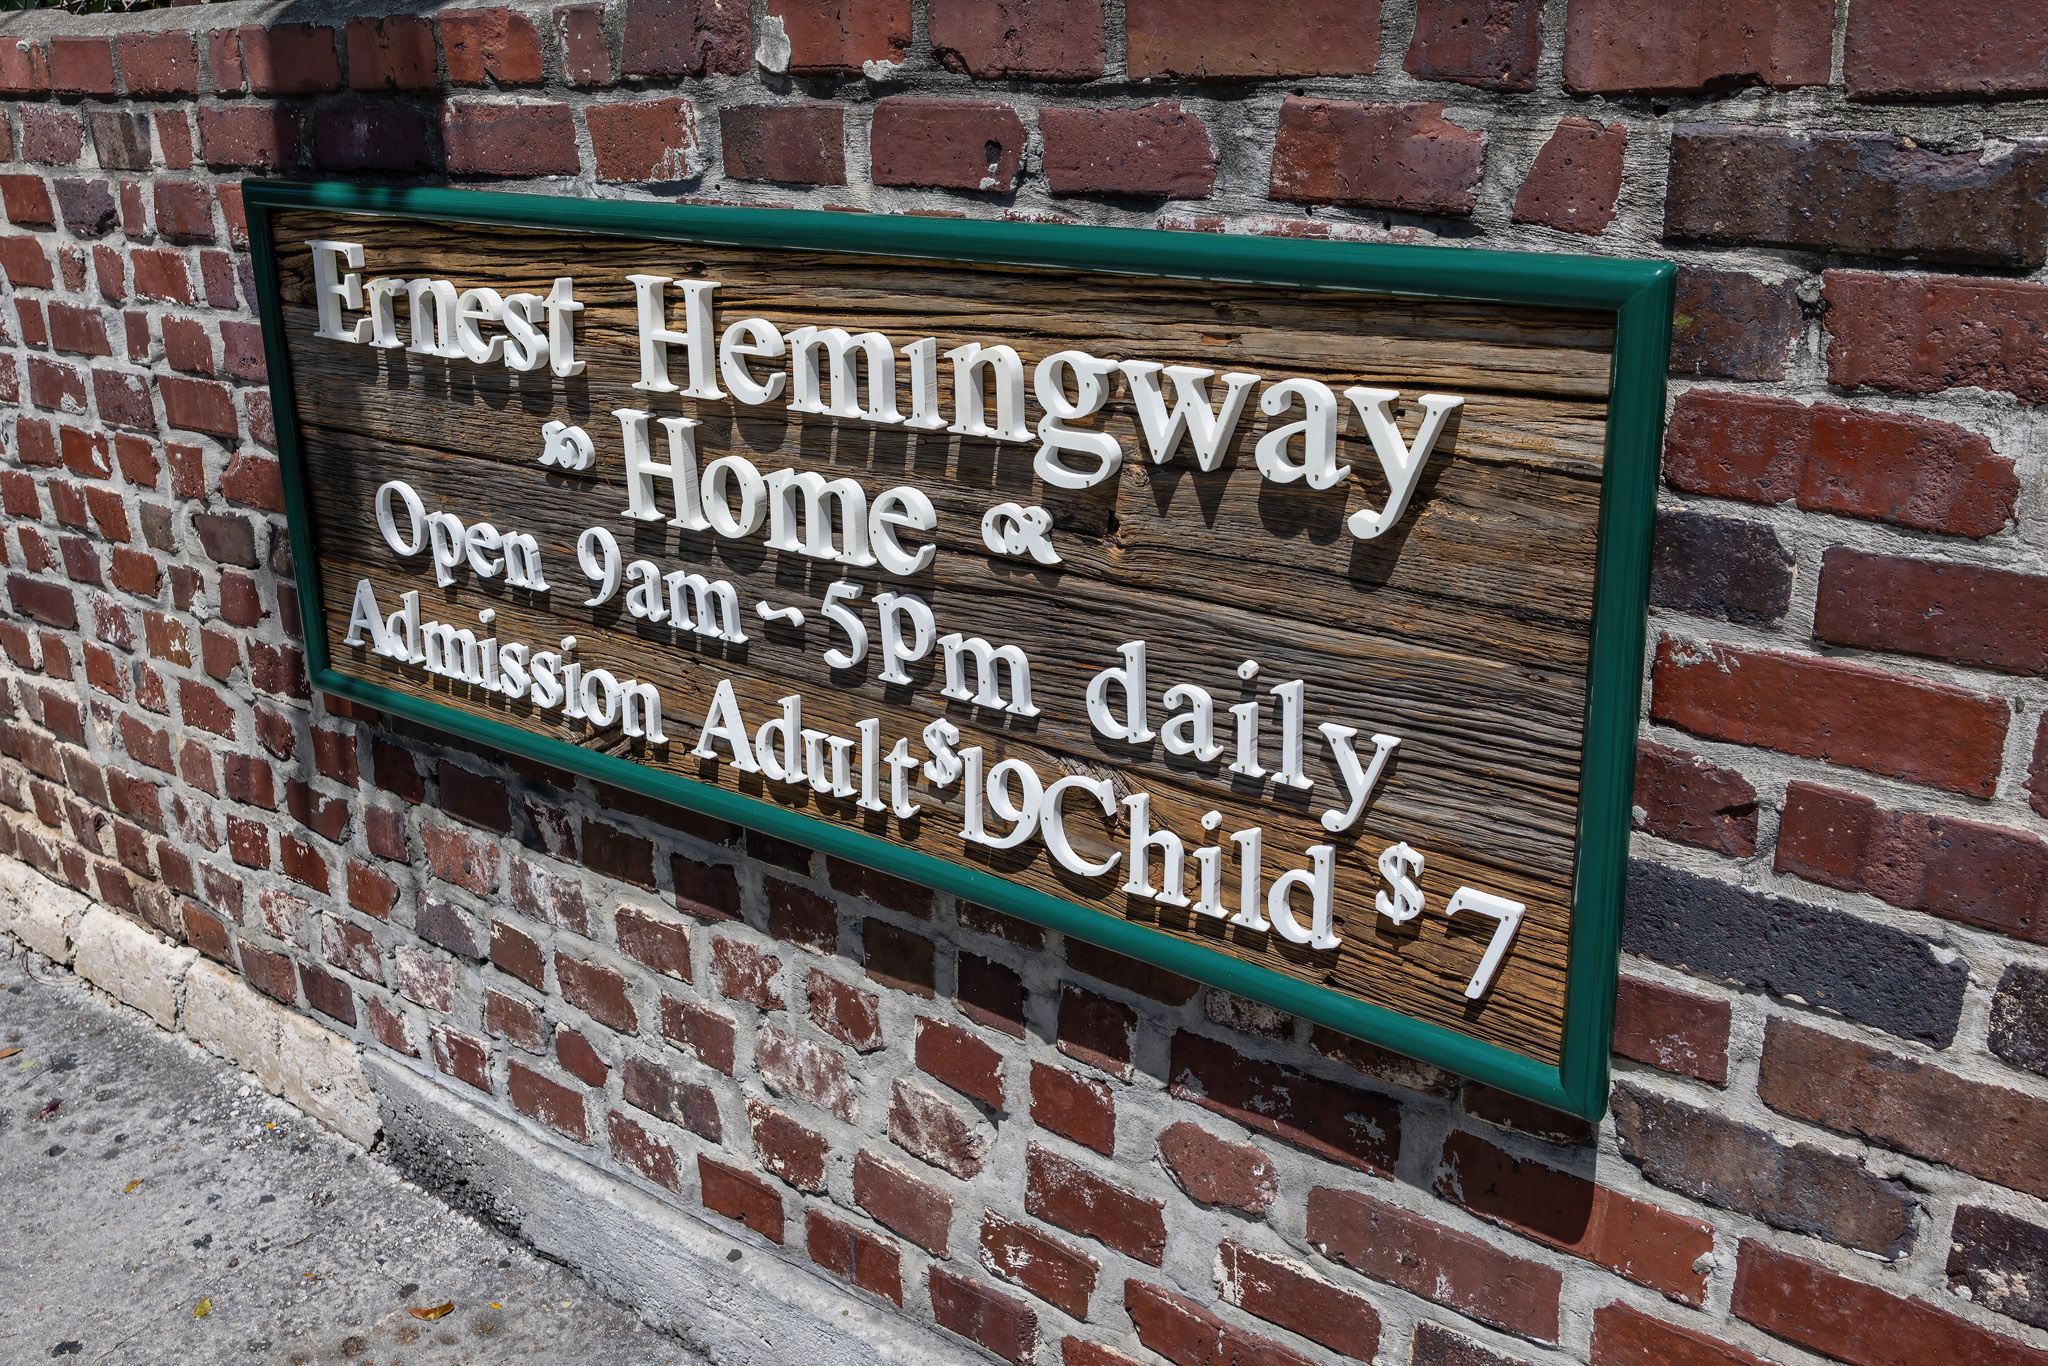 Ernest Hemingway
Home
Open 9am ~ 5pm daily
Admission Adult $19 Child $7